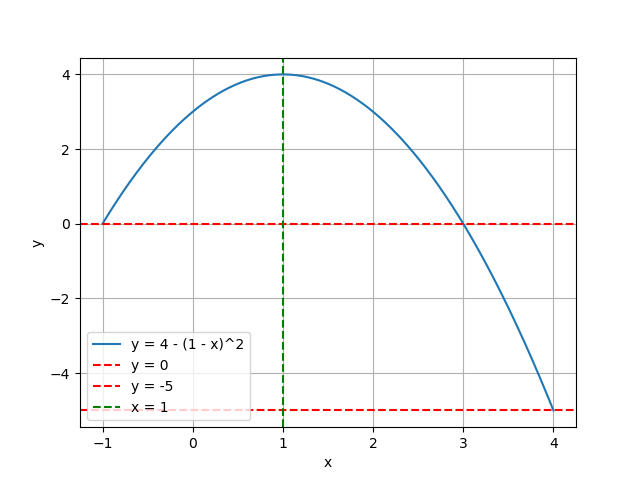 4
2
0
−2
−4
y
y = 4 - (1 - x)^2
y = 0
y = -5
x = 1
−1 0 1 2 3 4
x